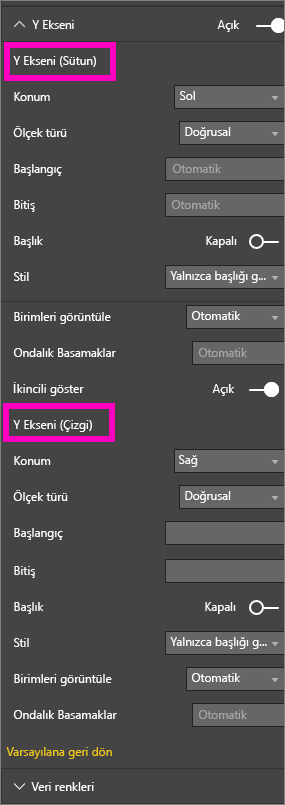 Y Ekseni Açık
Y Ekseni (Sütun)
Konum Sol
Ölçek türü Doğrusal
Başlangıç Otomatik
Bitiş Otomatik
Başlık Kapalı
Stil Yalnızca başlığı g...
Birimleri görüntüle Otomatik
Ondalık Basamaklar Otomatik
İkincili göster Açık
Y Ekseni (Çizgi)
Konum Sağ
Ölçek türü Doğrusal
Başlangıç
Bitiş
Başlık Kapalı
Stil Yalnızca başlığı g...
Birimleri görüntüle Otomatik
Ondalık Basamaklar Otomatik
Varsayılana geri dön
Veri renkleri